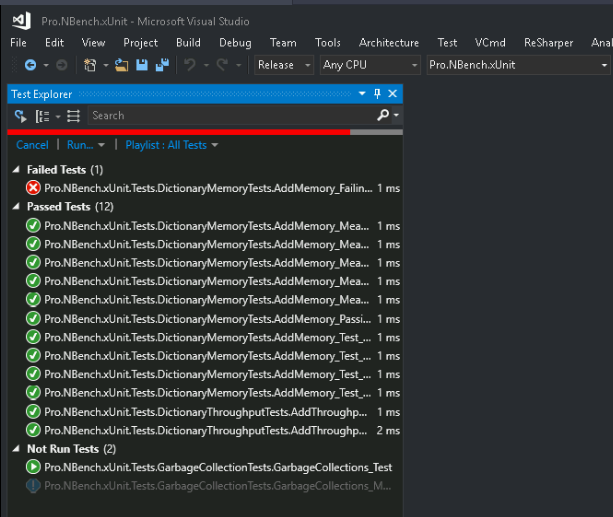 Pro.NBench.xUnit - Microsoft Visual Studio
File Edit View Project Build Debug Team Tools Architecture Test VCmd ReSharper Anal
Release Any CPU Pro.NBench.xUnit
Test Explorer
Search
Cancel | Run... | Playlist : All Tests
Failed Tests (1)
Pro.NBench.xUnit.Tests.DictionaryMemoryTests.AddMemory_Failin... 1 ms
Passed Tests (12)
Pro.NBench.xUnit.Tests.DictionaryMemoryTests.AddMemory_Mea... 1 ms
Pro.NBench.xUnit.Tests.DictionaryMemoryTests.AddMemory_Mea... 1 ms
Pro.NBench.xUnit.Tests.DictionaryMemoryTests.AddMemory_Mea... 1 ms
Pro.NBench.xUnit.Tests.DictionaryMemoryTests.AddMemory_Mea... 1 ms
Pro.NBench.xUnit.Tests.DictionaryMemoryTests.AddMemory_Mea... 1 ms
Pro.NBench.xUnit.Tests.DictionaryMemoryTests.AddMemory_Passi... 1 ms
Pro.NBench.xUnit.Tests.DictionaryMemoryTests.AddMemory_Test_... 1 ms
Pro.NBench.xUnit.Tests.DictionaryMemoryTests.AddMemory_Test_... 1 ms
Pro.NBench.xUnit.Tests.DictionaryMemoryTests.AddMemory_Test_... 1 ms
Pro.NBench.xUnit.Tests.DictionaryMemoryTests.AddMemory_Test_... 1 ms
Pro.NBench.xUnit.Tests.DictionaryThroughputTests.AddThroughp... 1 ms
Pro.NBench.xUnit.Tests.DictionaryThroughputTests.AddThroughp... 2 ms
Not Run Tests (2)
Pro.NBench.xUnit.Tests.GarbageCollectionTests.GarbageCollections_Test
Pro.NBench.xUnit.Tests.GarbageCollectionTests.GarbageCollections_M...